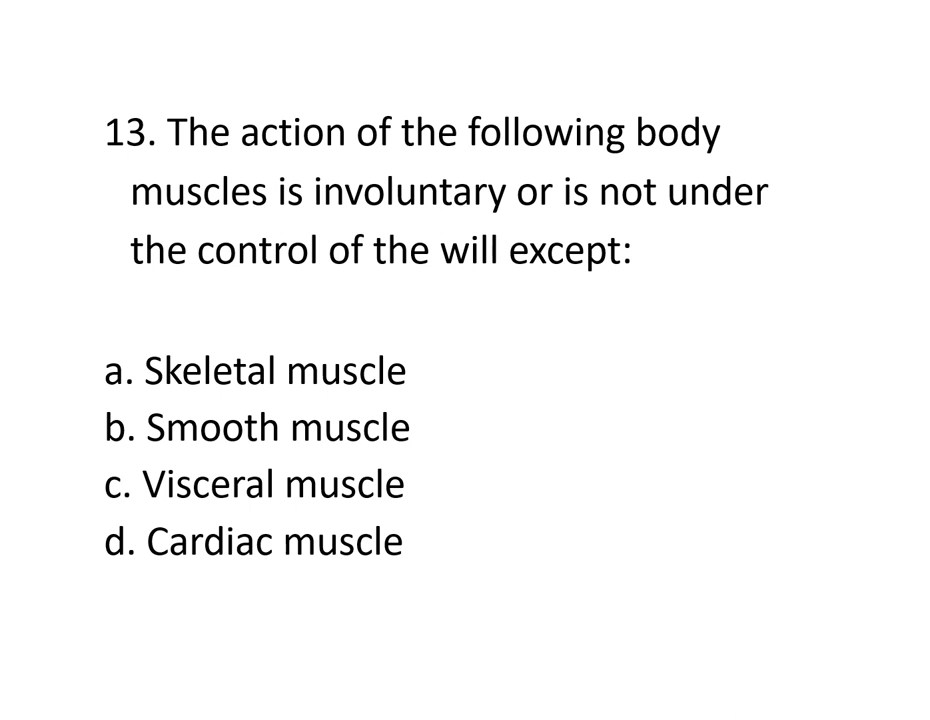 13. The action of the following body
muscles is involuntary or is not under
the control of the will except:
a. Skeletal muscle
b. Smooth muscle
c. Visceral muscle
d. Cardiac muscle